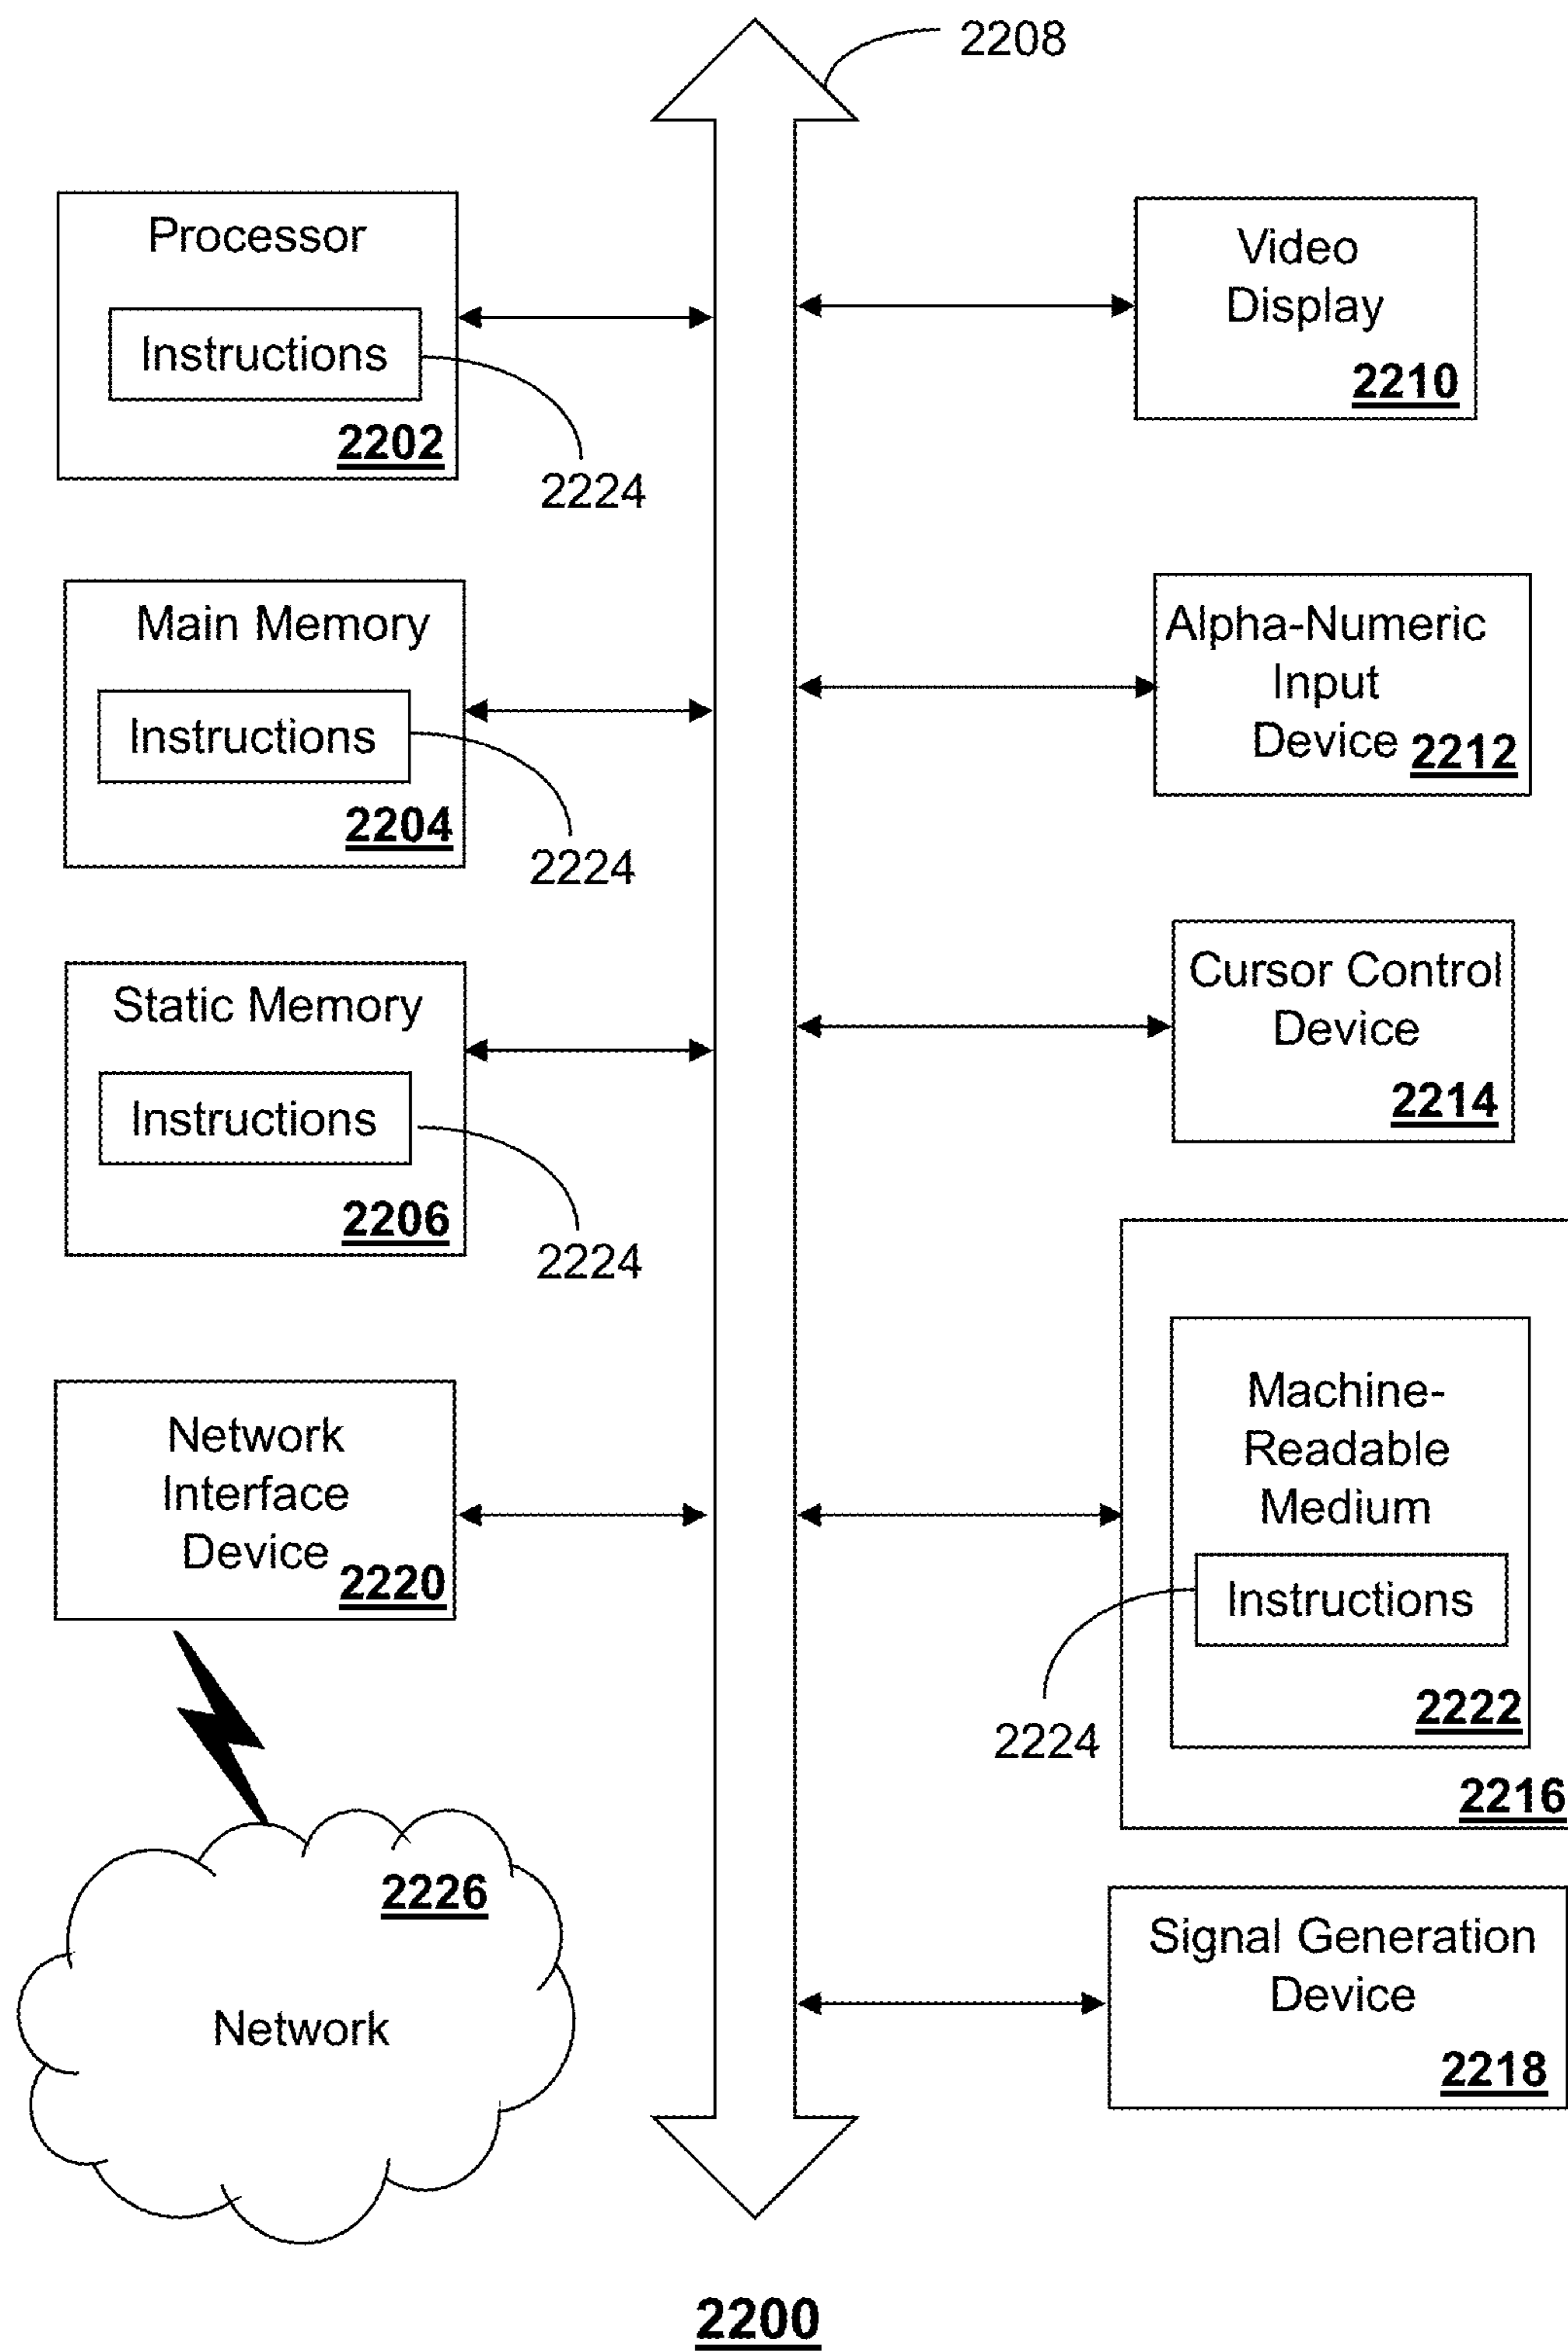 2208
Processor
Instructions
2202
2224
Video
Display
2210
Main Memory
Instructions
2204
2224
Alpha-Numeric
Input
Device 2212
Static Memory
Instructions
2206
2224
Cursor Control
Device
2214
Network
Interface
Device 2220
Machine-
Readable
Medium
Instructions
2222
2224
2216
2226
Network
Signal Generation
Device
2218
2200